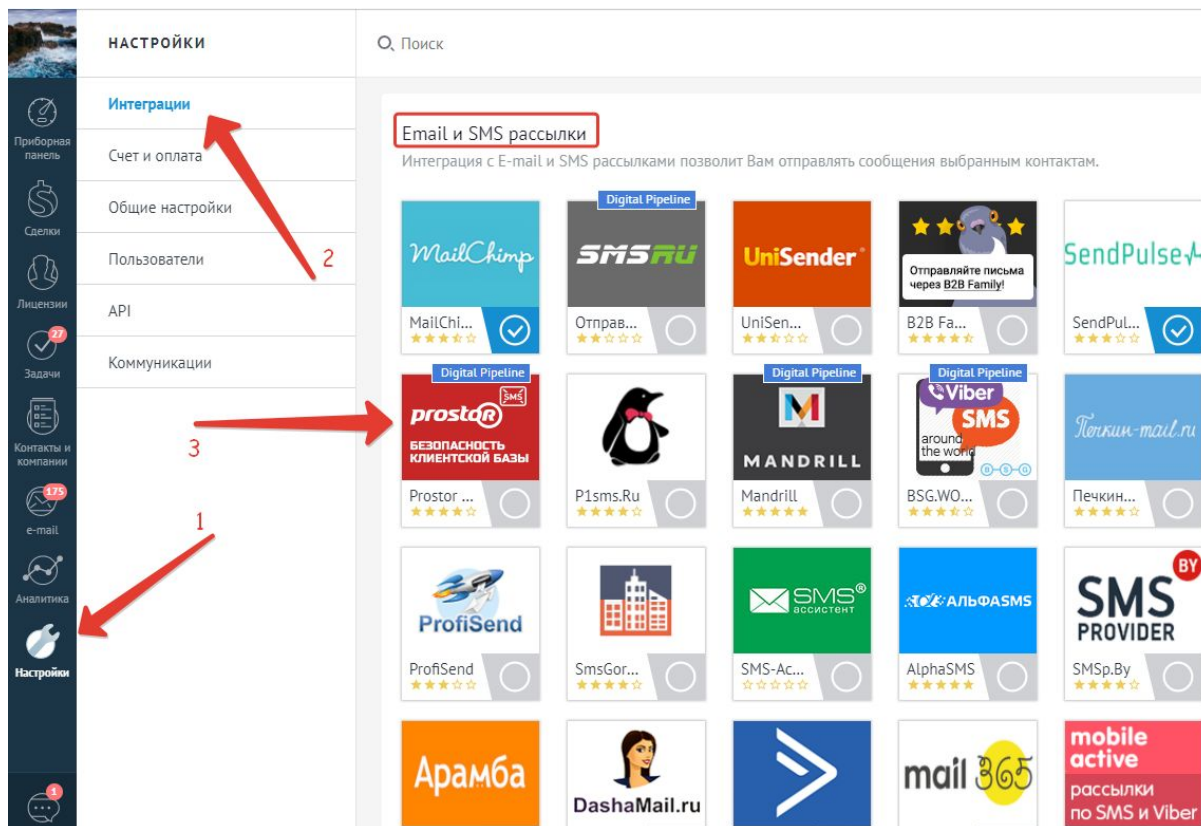 НАСТРОЙКИ
Поиск
Интеграции
Счет и оплата
Общие настройки
Пользователи
API
Коммуникации
Приборная
панель
Сделки
Лицензии
27
Задачи
Контакты и
компании
175
e-mail
Аналитика
Настройки
1
2
3
1
Email и SMS рассылки
Интеграция с E-mail и SMS рассылками позволит Вам отправлять сообщения выбранным контактам.
MailChimp
MailChi...
Digital Pipeline
SMSRU
Отправ...
UniSender
UniSen...
Отправляйте письма
через B2B Family!
B2B Fa...
SendPulse
SendPul...
Digital Pipeline
SMS
prostoR
БЕЗОПАСНОСТЬ
КЛИЕНТСКОЙ БАЗЫ
Prostor ...
P1sms.Ru
Digital Pipeline
MANDRILL
Mandrill
Digital Pipeline
Viber
SMS
around
the world
B G G
BSG.WO...
Печкин-mail.ru
Печкин...
ProfiSend
ProfiSend
SmsGor...
SMS®
АССИСТЕНТ
SMS-Ac...
АЛЬФАSMS
AlphaSMS
BY
SMS
PROVIDER
SMSp.By
Арамба
DashaMail.ru
mail 365
mobile
active
рассылки
по SMS и Viber